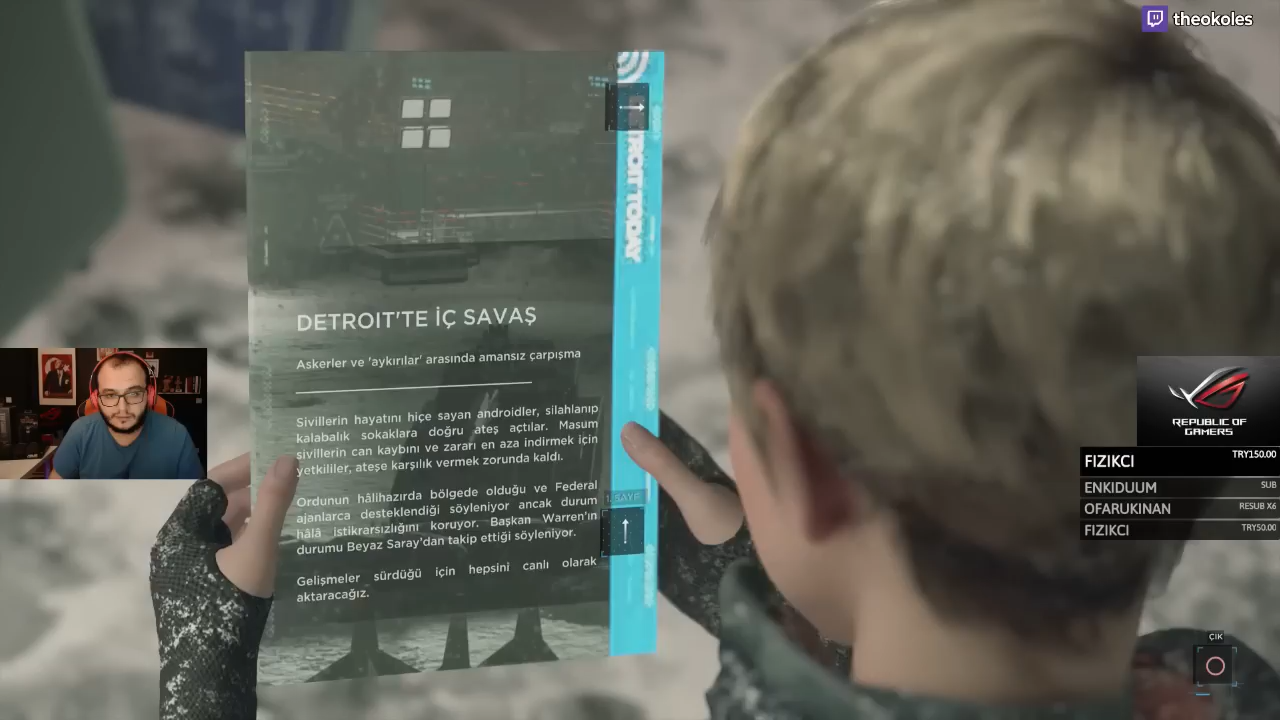 theokoles
DETROIT TODAY
DETROIT'TE İÇ SAVAŞ
Askerler ve 'aykırılar' arasında amansız çarpışma
Sivillerin hayatını hiçe sayan androidler, silahlanıp
kalabalık sokaklara doğru ateş açtılar. Masum
sivillerin can kaybını ve zararı en aza indirmek için
yetkililer, ateşe karşılık vermek zorunda kaldı.
Ordunun hâlihazırda bölgede olduğu ve Federal
ajanlarca desteklendiği söyleniyor ancak durum
hâlâ istikrarsızlığını koruyor. Başkan Warren'ın
durumu Beyaz Saray'dan takip ettiği söyleniyor.
Gelişmeler sürdüğü için hepsini canlı olarak
aktaracağız.
REPUBLIC OF
GAMERS
FIZIKCI TRY150.00
ENKIDUUM SUB
OFARUKINAN RESUB X6
FIZIKCI TRY50.00
ÇIK